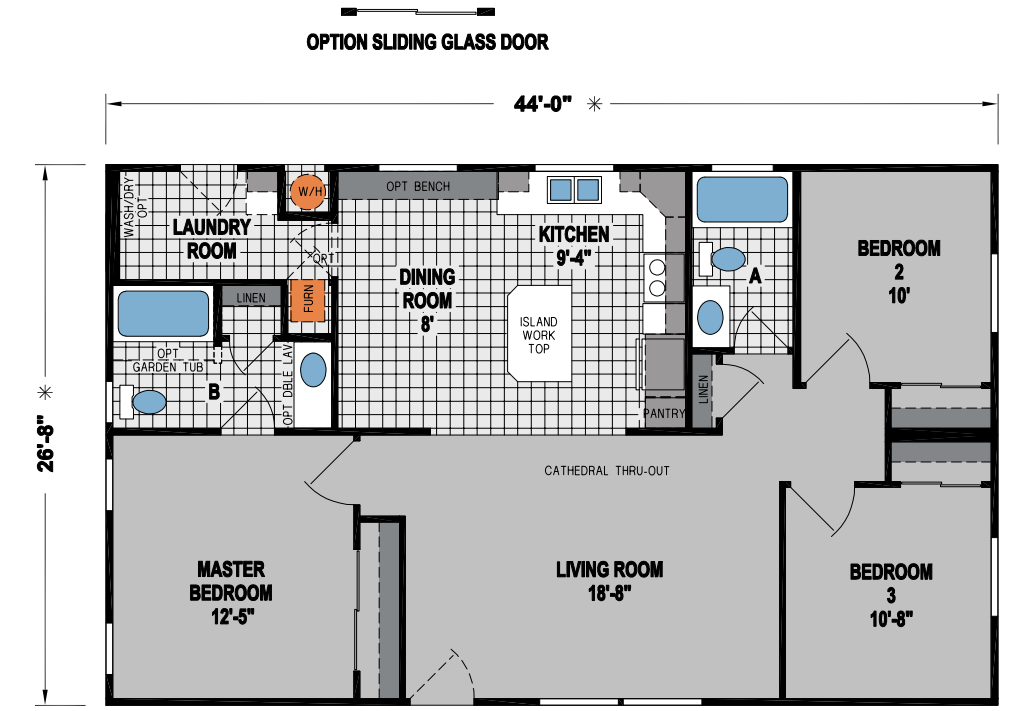 OPTION SLIDING GLASS DOOR
44'-0" ✳
26'-8" ✳
WASH/DRY
OPT
LAUNDRY
ROOM
W/H
OPT
FURN
LINEN
OPT
GARDEN TUB
B
OPT DBLE LAV
OPT BENCH
DINING
ROOM
8'
KITCHEN
9'-4"
ISLAND
WORK
TOP
PANTRY
LINEN
A
BEDROOM
2
10'
CATHEDRAL THRU-OUT
MASTER
BEDROOM
12'-5"
LIVING ROOM
18'-8"
BEDROOM
3
10'-8"